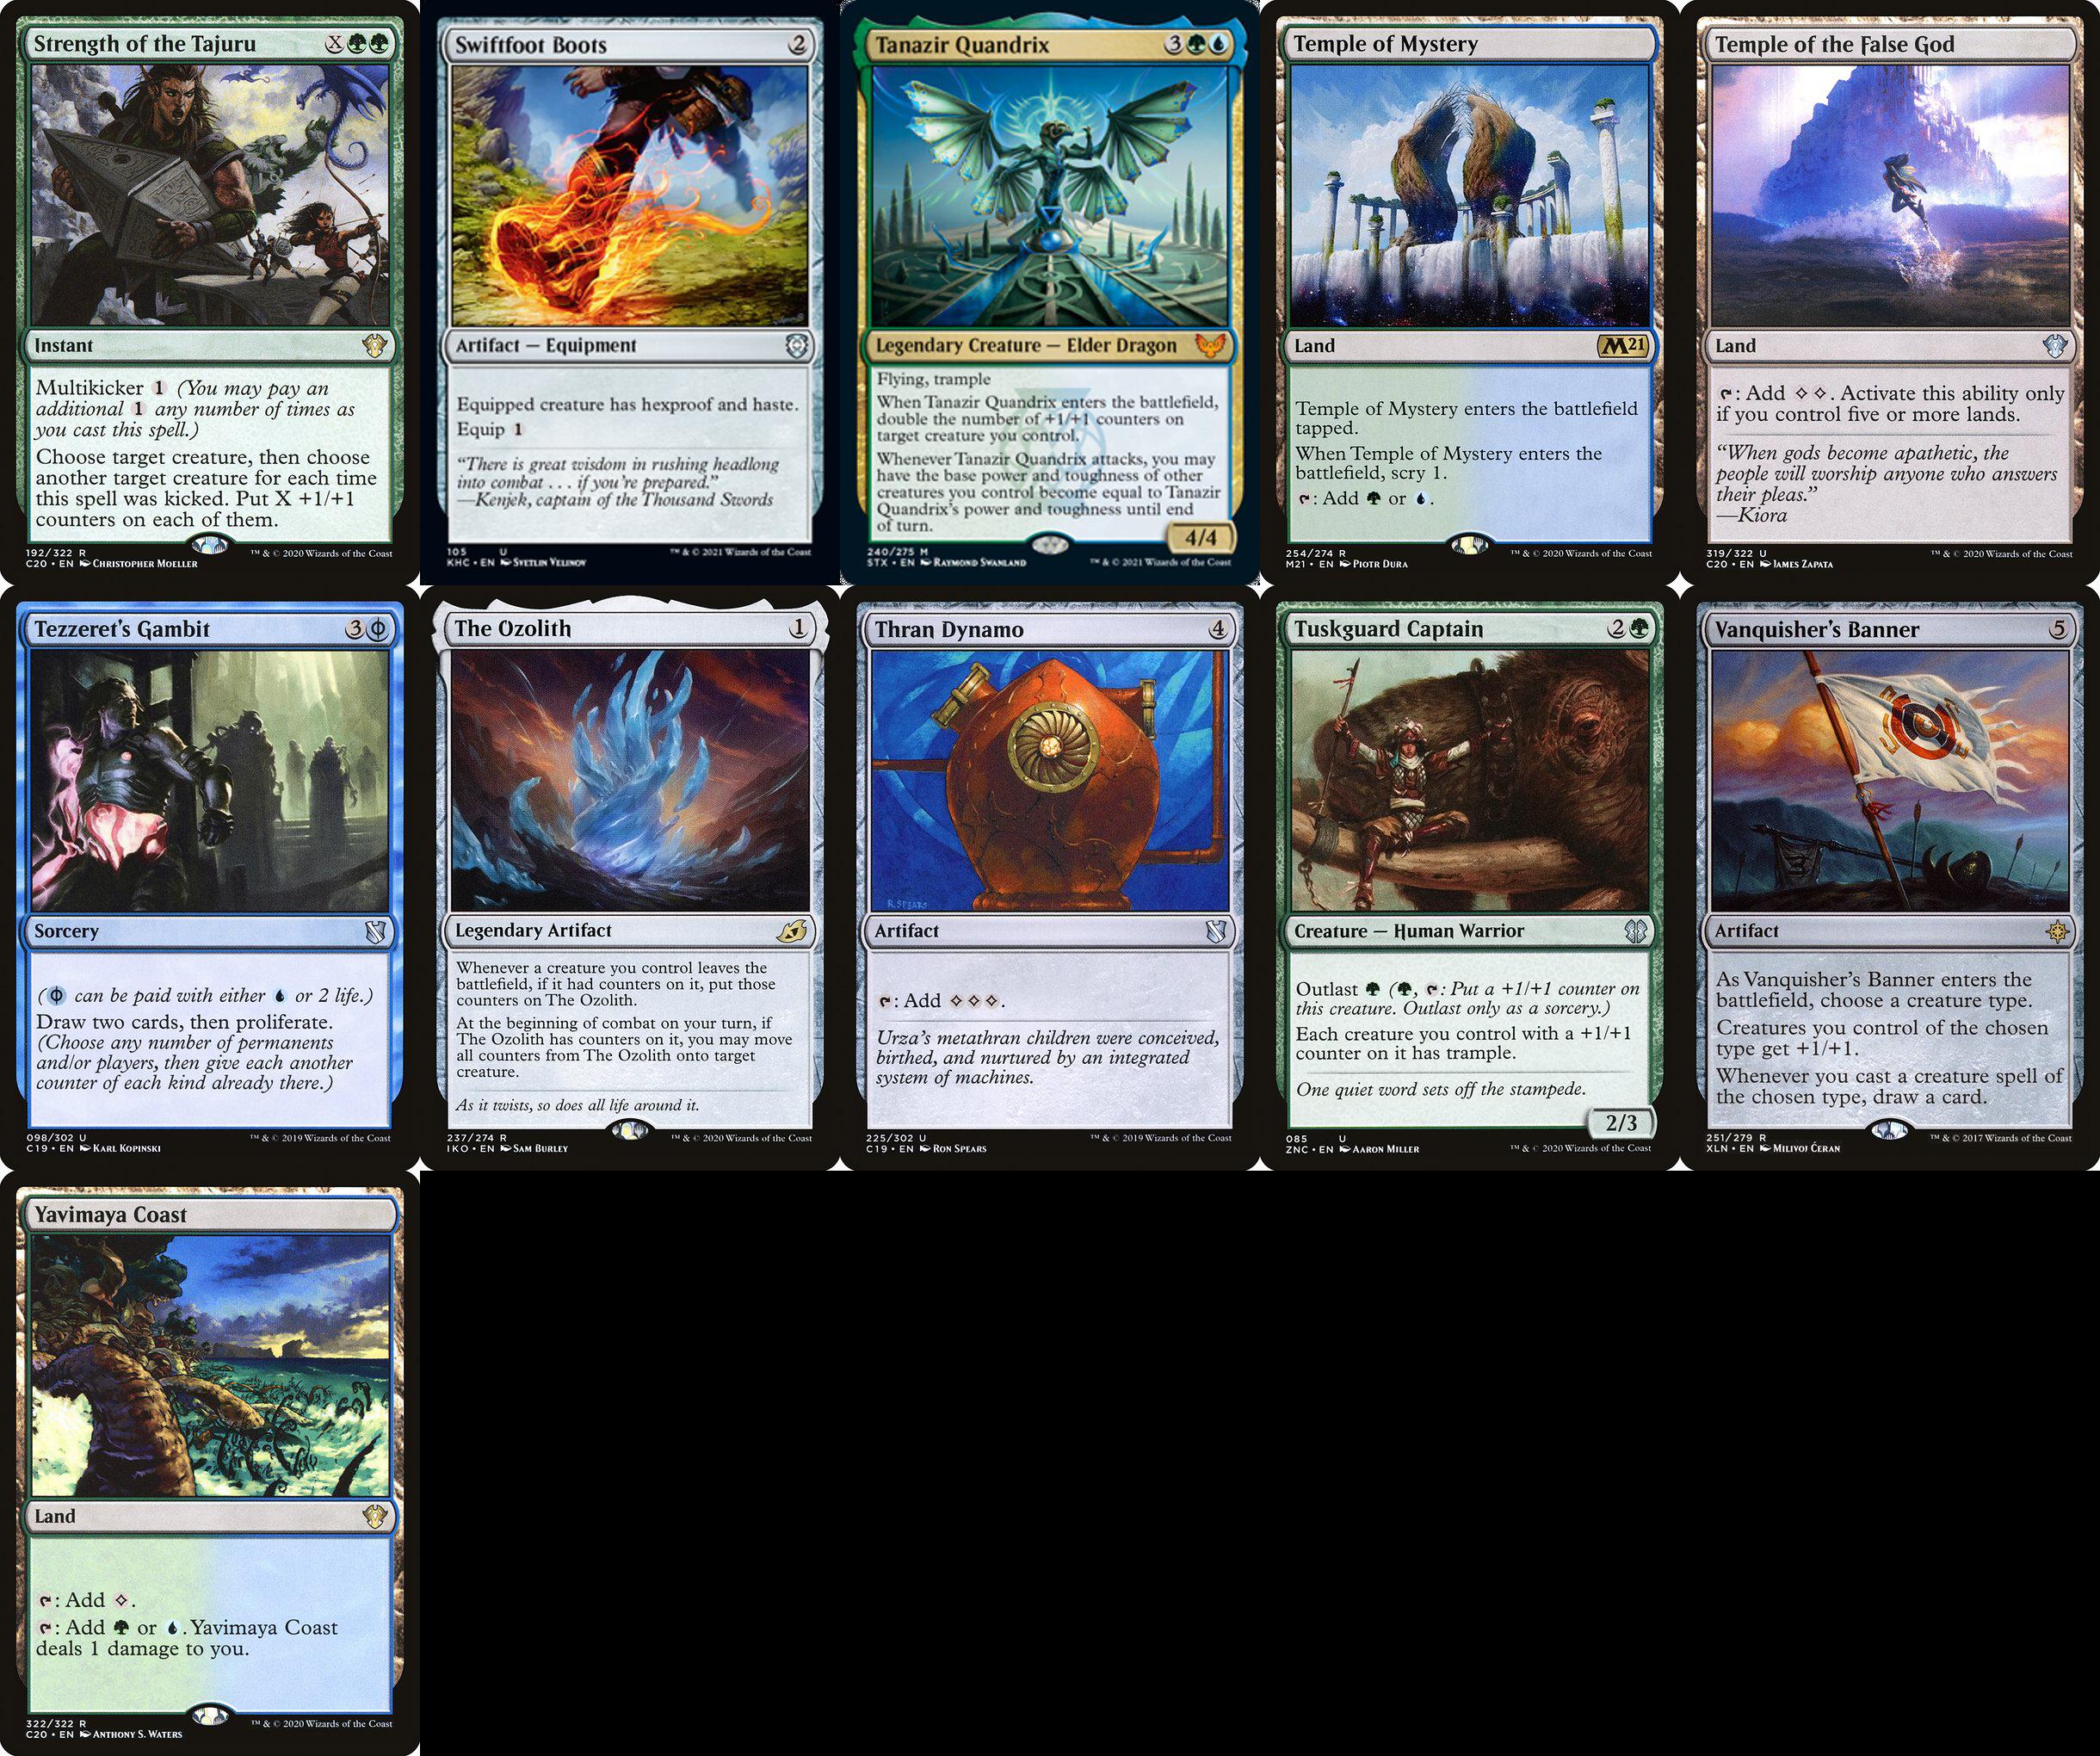 Strength of the Tajuru X
Instant
Multikicker 1 (You may pay an
additional 1 any number of times as
you cast this spell.)
Choose target creature, then choose
another target creature for each time
this spell was kicked. Put X +1/+1
counters on each of them.
192/322 R
C20 • EN Christopher Moeller
™ & © 2020 Wizards of the Coast
Swiftfoot Boots 2
Artifact — Equipment
Equipped creature has hexproof and haste.
Equip 1
“There is great wisdom in rushing headlong
into combat . . . if you’re prepared.”
—Kenjek, captain of the Thousand Swords
105 U
KHC • EN Svetlin Velinov
™ & © 2021 Wizards of the Coast
Tanazir Quandrix 3
Legendary Creature — Elder Dragon
Flying, trample
When Tanazir Quandrix enters the battlefield,
double the number of +1/+1 counters on
target creature you control.
Whenever Tanazir Quandrix attacks, you may
have the base power and toughness of other
creatures you control become equal to Tanazir
Quandrix’s power and toughness until end
of turn.
4/4
240/275 M
STX • EN Raymond Swanland
™ & © 2021 Wizards of the Coast
Temple of Mystery
Land M21
Temple of Mystery enters the battlefield
tapped.
When Temple of Mystery enters the
battlefield, scry 1.
: Add or .
254/274 R
M21 • EN Piotr Dura
™ & © 2020 Wizards of the Coast
Temple of the False God
Land
: Add . Activate this ability only
if you control five or more lands.
“When gods become apathetic, the
people will worship anyone who answers
their pleas.”
—Kiora
319/322 U
C20 • EN James Zapata
™ & © 2020 Wizards of the Coast
Tezzeret’s Gambit 3
Sorcery
( can be paid with either or 2 life.)
Draw two cards, then proliferate.
(Choose any number of permanents
and/or players, then give each another
counter of each kind already there.)
098/302 U
C19 • EN Karl Kopinski
™ & © 2019 Wizards of the Coast
The Ozolith 1
Legendary Artifact
Whenever a creature you control leaves the
battlefield, if it had counters on it, put those
counters on The Ozolith.
At the beginning of combat on your turn, if
The Ozolith has counters on it, you may move
all counters from The Ozolith onto target
creature.
As it twists, so does all life around it.
237/274 R
IKO • EN Sam Burley
™ & © 2020 Wizards of the Coast
Thran Dynamo 4
R. SPEARS
Artifact
: Add .
Urza’s metathran children were conceived,
birthed, and nurtured by an integrated
system of machines.
225/302 U
C19 • EN Ron Spears
™ & © 2019 Wizards of the Coast
Tuskguard Captain 2
Creature — Human Warrior
Outlast ( , : Put a +1/+1 counter on
this creature. Outlast only as a sorcery.)
Each creature you control with a +1/+1
counter on it has trample.
One quiet word sets off the stampede.
2/3
085 U
ZNC • EN Aaron Miller
™ & © 2020 Wizards of the Coast
Vanquisher’s Banner 5
Artifact
As Vanquisher’s Banner enters the
battlefield, choose a creature type.
Creatures you control of the chosen
type get +1/+1.
Whenever you cast a creature spell of
the chosen type, draw a card.
251/279 R
XLN • EN Milivoj Ćeran
™ & © 2017 Wizards of the Coast
Yavimaya Coast
Land
: Add .
: Add or . Yavimaya Coast
deals 1 damage to you.
322/322 R
C20 • EN Anthony S. Waters
™ & © 2020 Wizards of the Coast